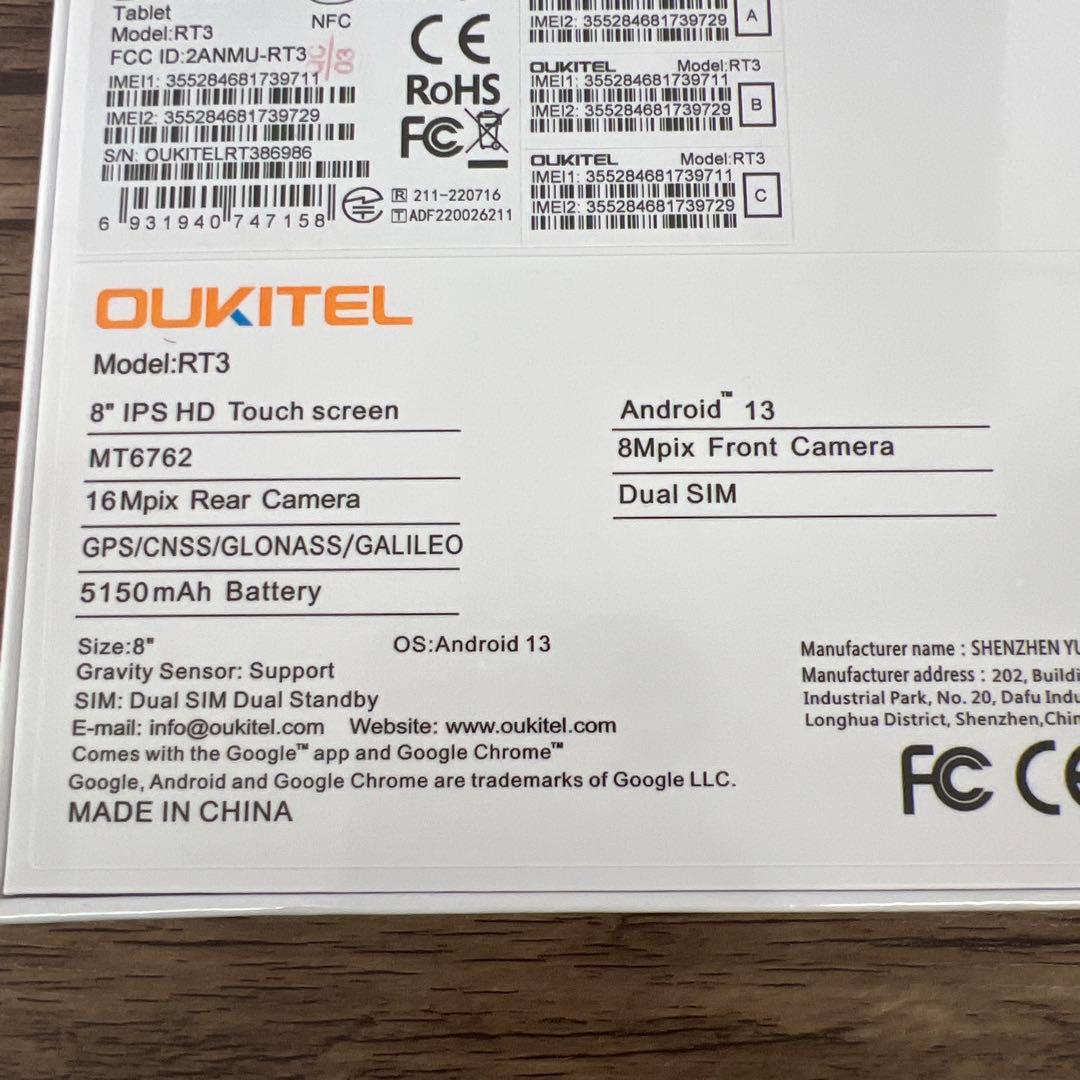 Tablet
Model:RT3
NFC
FCC ID:2ANMU-RT3
IMEI1: 355284681739711
IMEI2: 355284681739729
S/N: OUKITELRT386986
6 931940 747158
CE
RoHS
FC
R 211-220716
T ADF220026211
IMEI2: 355284681739729
A
OUKITEL Model:RT3
IMEI1: 355284681739711
IMEI2: 355284681739729
B
OUKITEL Model:RT3
IMEI1: 355284681739711
IMEI2: 355284681739729
C
OUKITEL
Model:RT3
8" IPS HD Touch screen
MT6762
16Mpix Rear Camera
GPS/CNSS/GLONASS/GALILEO
5150mAh Battery
Android™ 13
8Mpix Front Camera
Dual SIM
Size:8" OS:Android 13
Gravity Sensor: Support
SIM: Dual SIM Dual Standby
E-mail: info@oukitel.com Website: www.oukitel.com
Comes with the Google™ app and Google Chrome™
Google, Android and Google Chrome are trademarks of Google LLC.
MADE IN CHINA
Manufacturer name : SHENZHEN YU
Manufacturer address : 202, Buildi
Industrial Park, No. 20, Dafu Indu
Longhua District, Shenzhen,Chin
FC CE